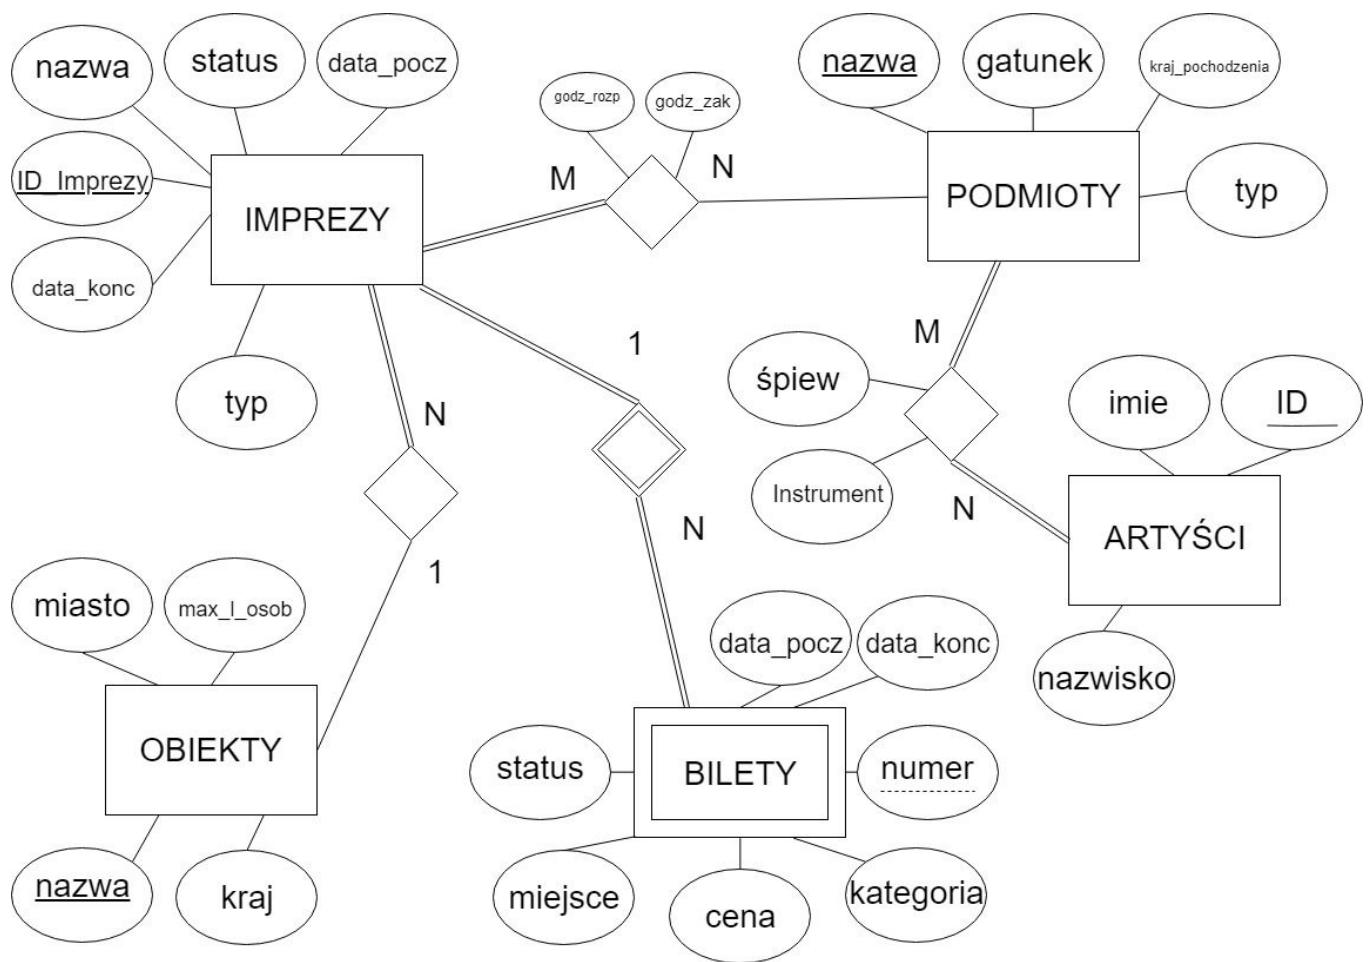 nazwa
status
data_pocz
godz_rozp
godz_zak
nazwa
gatunek
kraj_pochodzenia
ID_Imprezy
IMPREZY
M
N
PODMIOTY
typ
data_konc
typ
1
N
M
śpiew
imie
ID
Instrument
N
N
ARTYŚCI
1
miasto
max_l_osob
data_pocz
data_konc
nazwisko
OBIEKTY
status
BILETY
numer
nazwa
kraj
miejsce
cena
kategoria